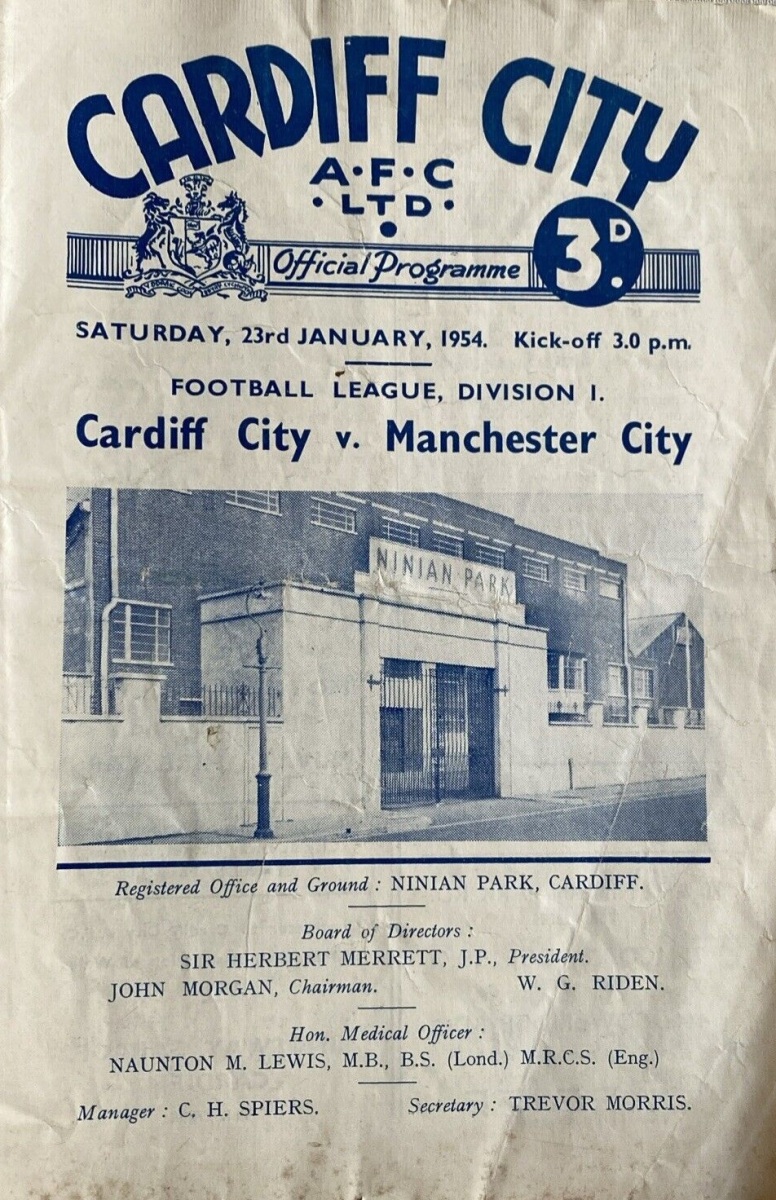 CARDIFF CITY
A·F·C
·LTD·
Official Programme 3D.
SATURDAY, 23rd JANUARY, 1954. Kick-off 3.0 p.m.
FOOTBALL LEAGUE, DIVISION I.
Cardiff City v. Manchester City
NINIAN PARK
Registered Office and Ground : NINIAN PARK, CARDIFF.
Board of Directors :
SIR HERBERT MERRETT, J.P., President.
JOHN MORGAN, Chairman. W. G. RIDEN.
Hon. Medical Officer :
NAUNTON M. LEWIS, M.B., B.S. (Lond.) M.R.C.S. (Eng.)
Manager : C. H. SPIERS. Secretary : TREVOR MORRIS.